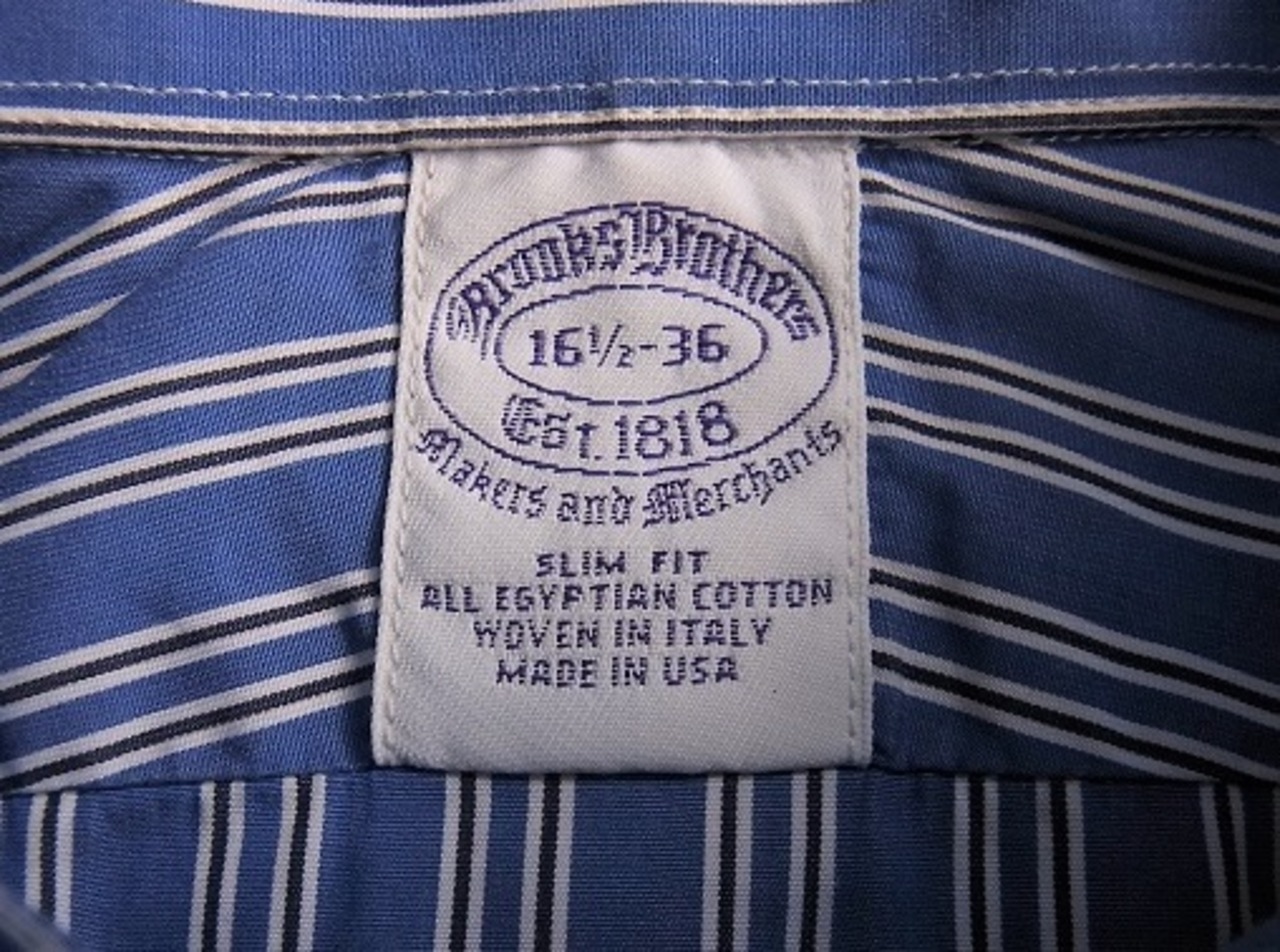 Brooks Brothers
16½-36
Est. 1818
Makers and Merchants
SLIM FIT
ALL EGYPTIAN COTTON
WOVEN IN ITALY
MADE IN USA